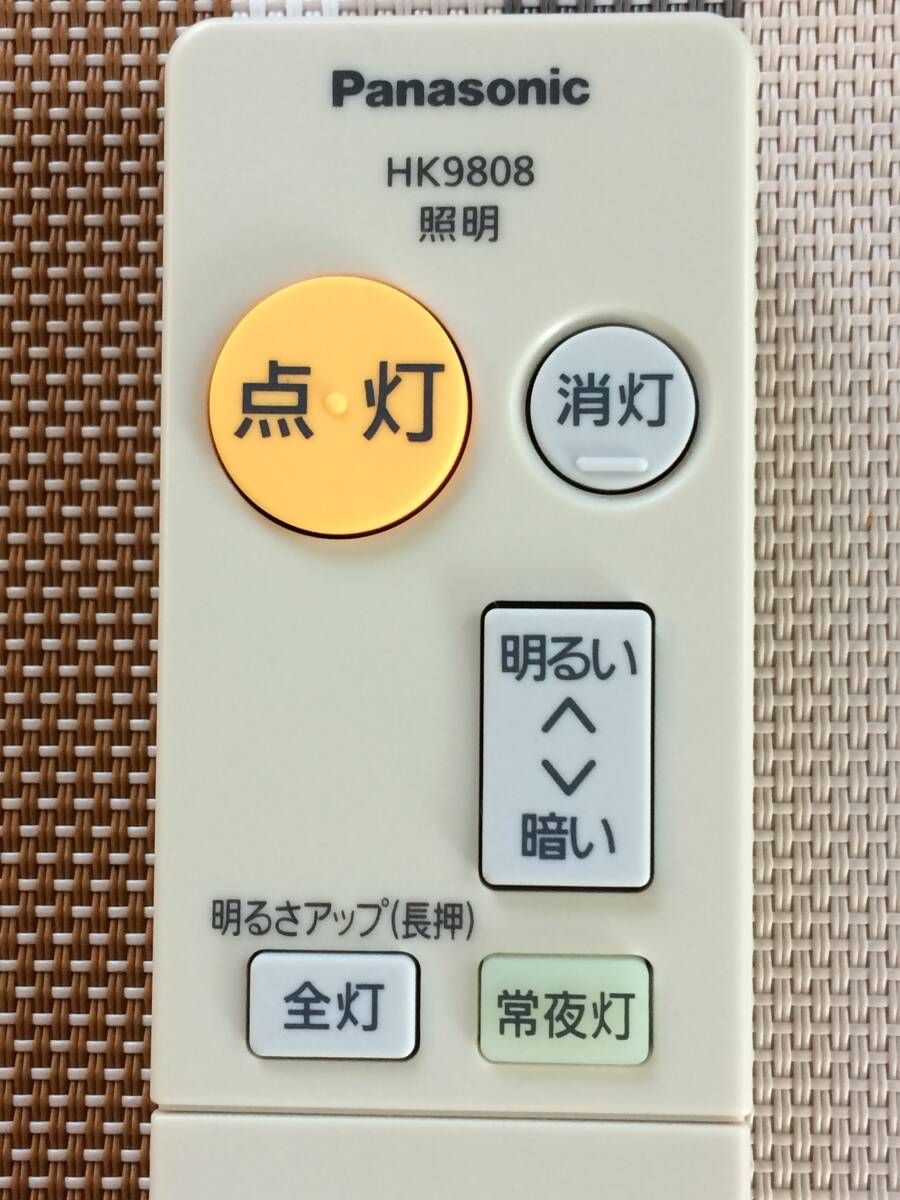 Panasonic
HK9808
照明
点灯
消灯
明るい
暗い
明るさアップ(長押)
全灯
常夜灯